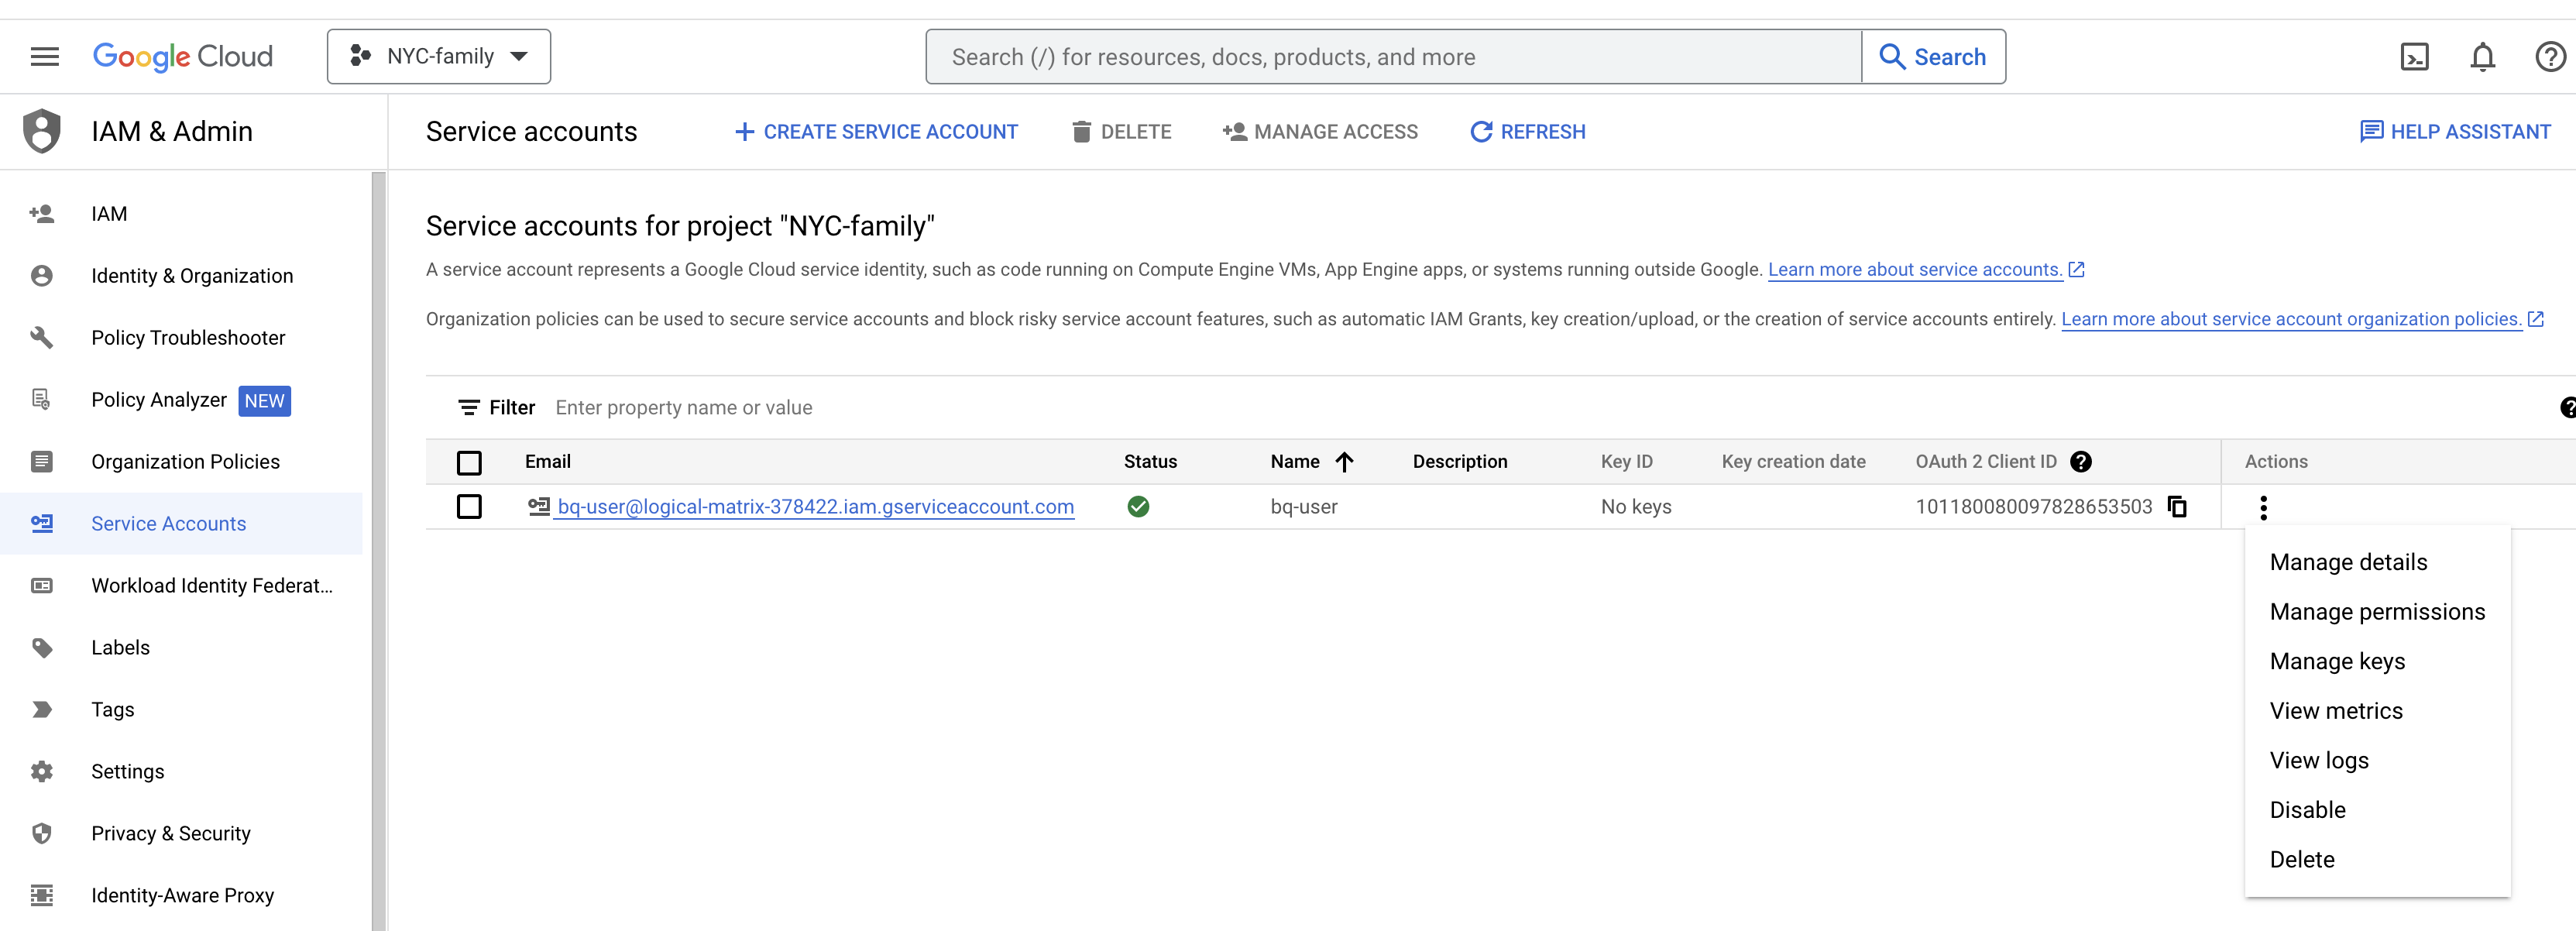 Google Cloud
NYC-family
Search (/) for resources, docs, products, and more
Search
IAM & Admin
Service accounts
CREATE SERVICE ACCOUNT
DELETE
MANAGE ACCESS
REFRESH
HELP ASSISTANT
IAM
Identity & Organization
Policy Troubleshooter
Policy Analyzer NEW
Organization Policies
Service Accounts
Workload Identity Federat...
Labels
Tags
Settings
Privacy & Security
Identity-Aware Proxy
Service accounts for project "NYC-family"
A service account represents a Google Cloud service identity, such as code running on Compute Engine VMs, App Engine apps, or systems running outside Google. Learn more about service accounts.
Organization policies can be used to secure service accounts and block risky service account features, such as automatic IAM Grants, key creation/upload, or the creation of service accounts entirely. Learn more about service account organization policies.
Filter Enter property name or value
Email Status Name Description Key ID Key creation date OAuth 2 Client ID Actions
bq-user@logical-matrix-378422.iam.gserviceaccount.com bq-user No keys 101180080097828653503
Manage details
Manage permissions
Manage keys
View metrics
View logs
Disable
Delete